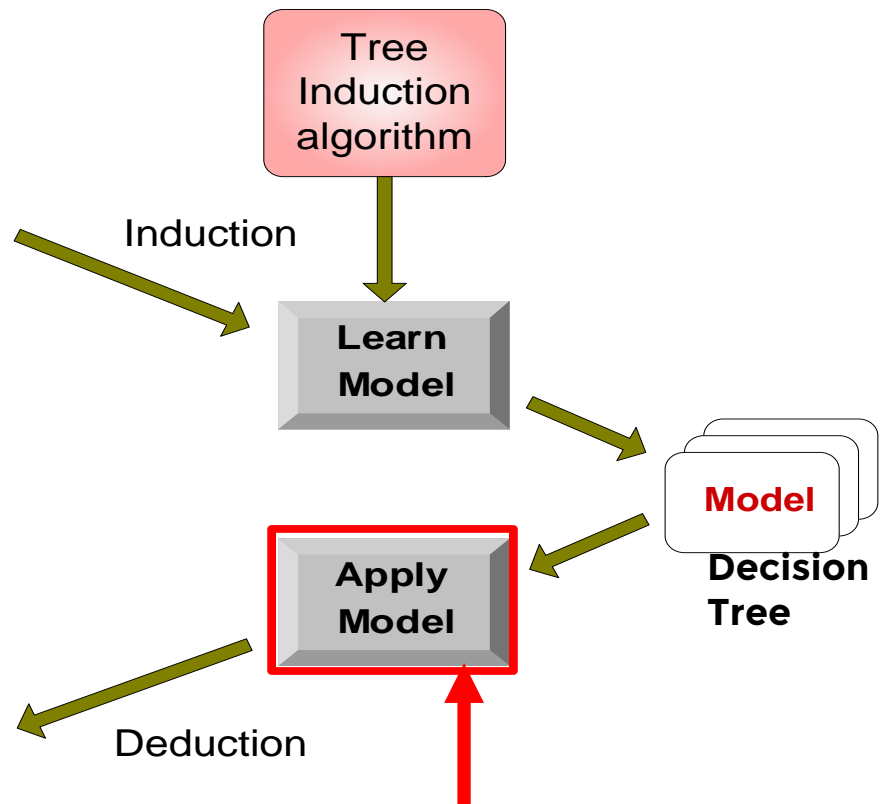 Tree
Induction
algorithm
Induction
Learn
Model
Model
Decision
Tree
Apply
Model
Deduction